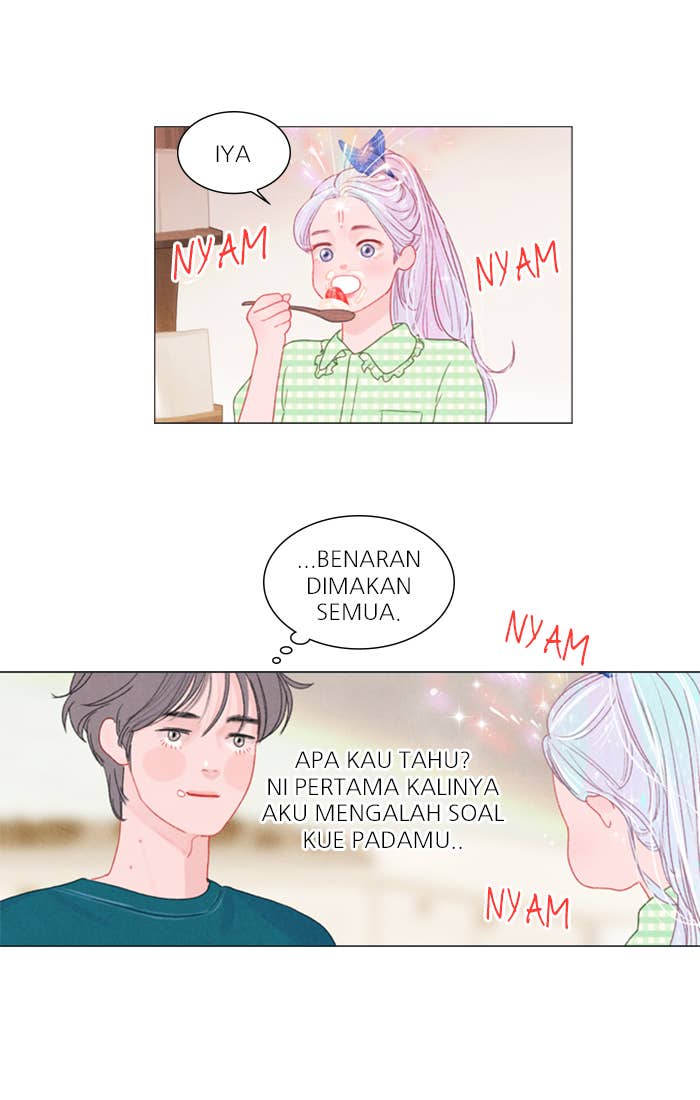 IYA
NYAM
NYAM
...BENARAN
DIMAKAN
SEMUA.
NYAM
APA KAU TAHU?
NI PERTAMA KALINYA
AKU MENGALAH SOAL
KUE PADAMU..
NYAM